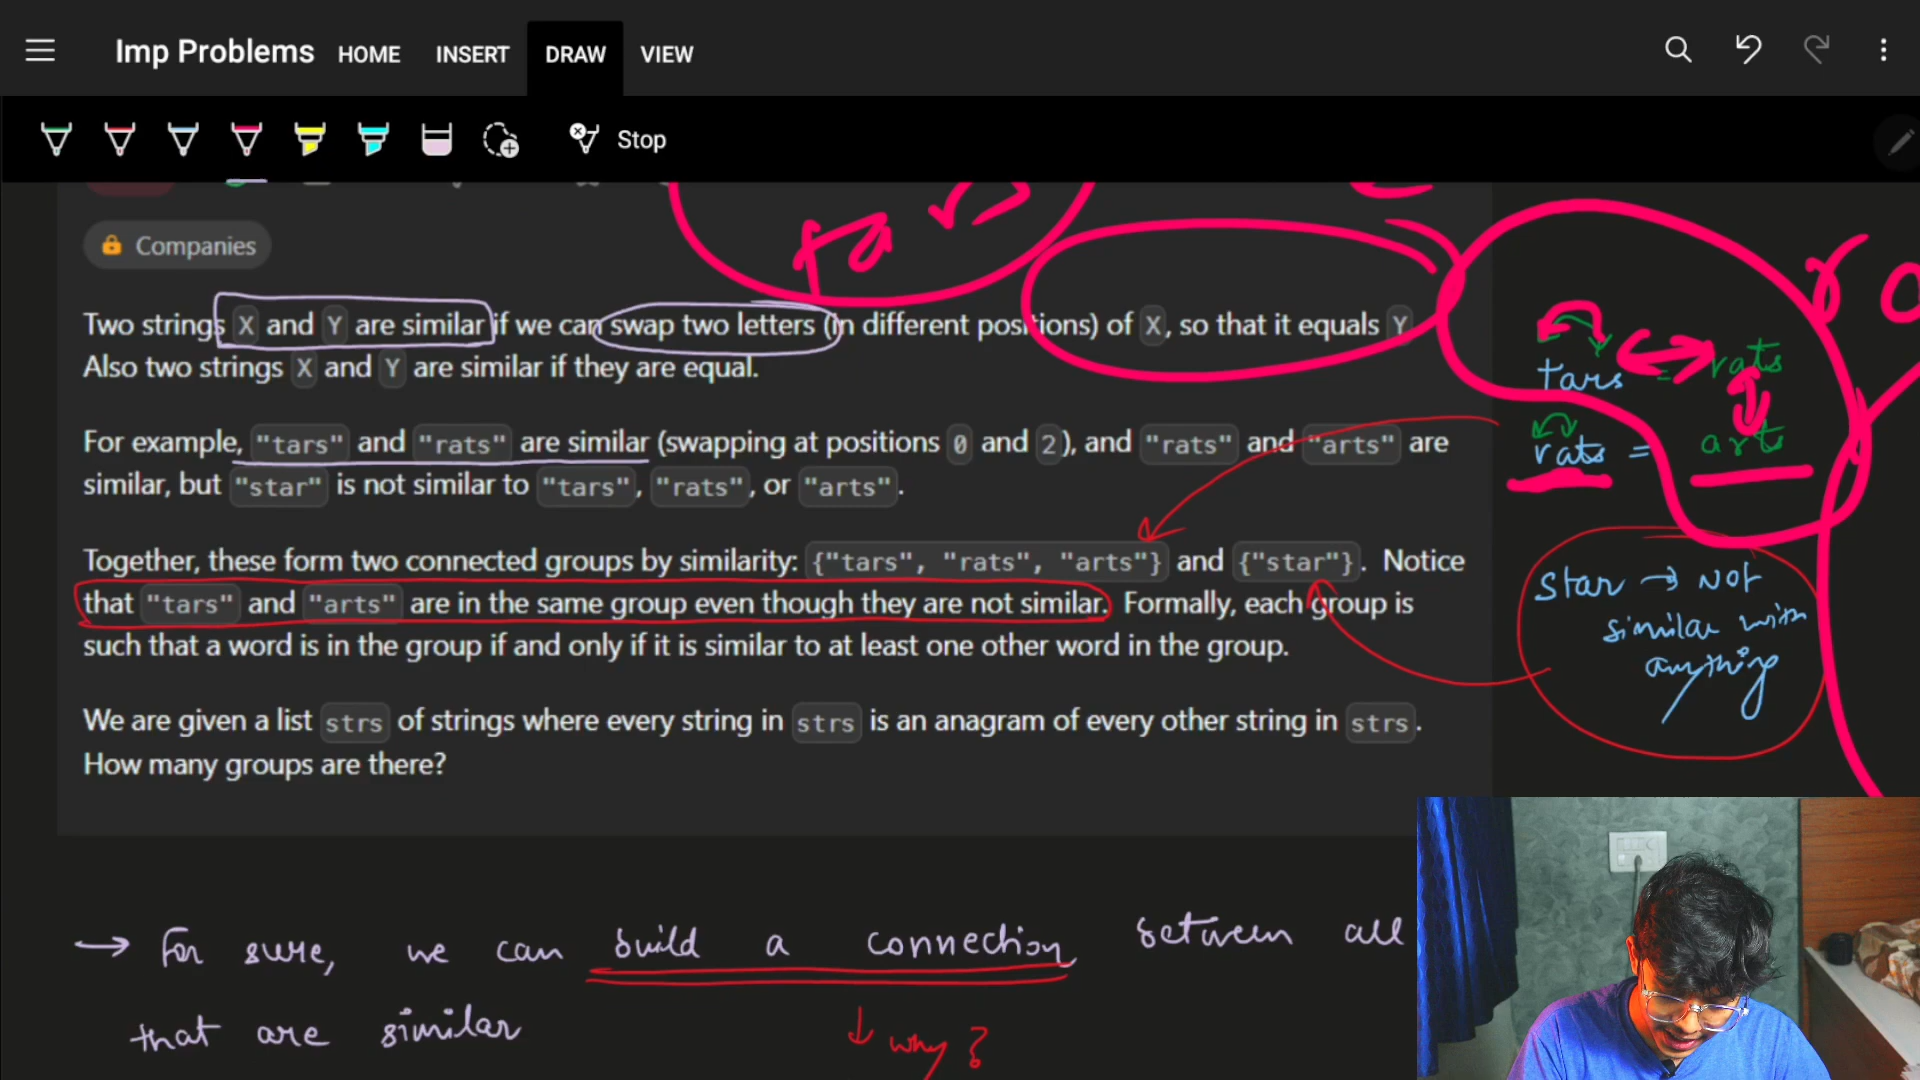 Imp Problems HOME INSERT DRAW VIEW
Stop
Companies
Two strings X and Y are similar if we can swap two letters (in different positions) of X, so that it equals Y
Also two strings X and Y are similar if they are equal.
For example, "tars" and "rats" are similar (swapping at positions 0 and 2), and "rats" and "arts" are
similar, but "star" is not similar to "tars", "rats", or "arts".
Together, these form two connected groups by similarity: {"tars", "rats", "arts"} and {"star"}. Notice
that "tars" and "arts" are in the same group even though they are not similar. Formally, each group is
such that a word is in the group if and only if it is similar to at least one other word in the group.
We are given a list strs of strings where every string in strs is an anagram of every other string in strs.
How many groups are there?
tars = rats
rats = arts
star → NOT
similar with
anything
→ For sure, we can build a connection between all
that are similar
↓ why?